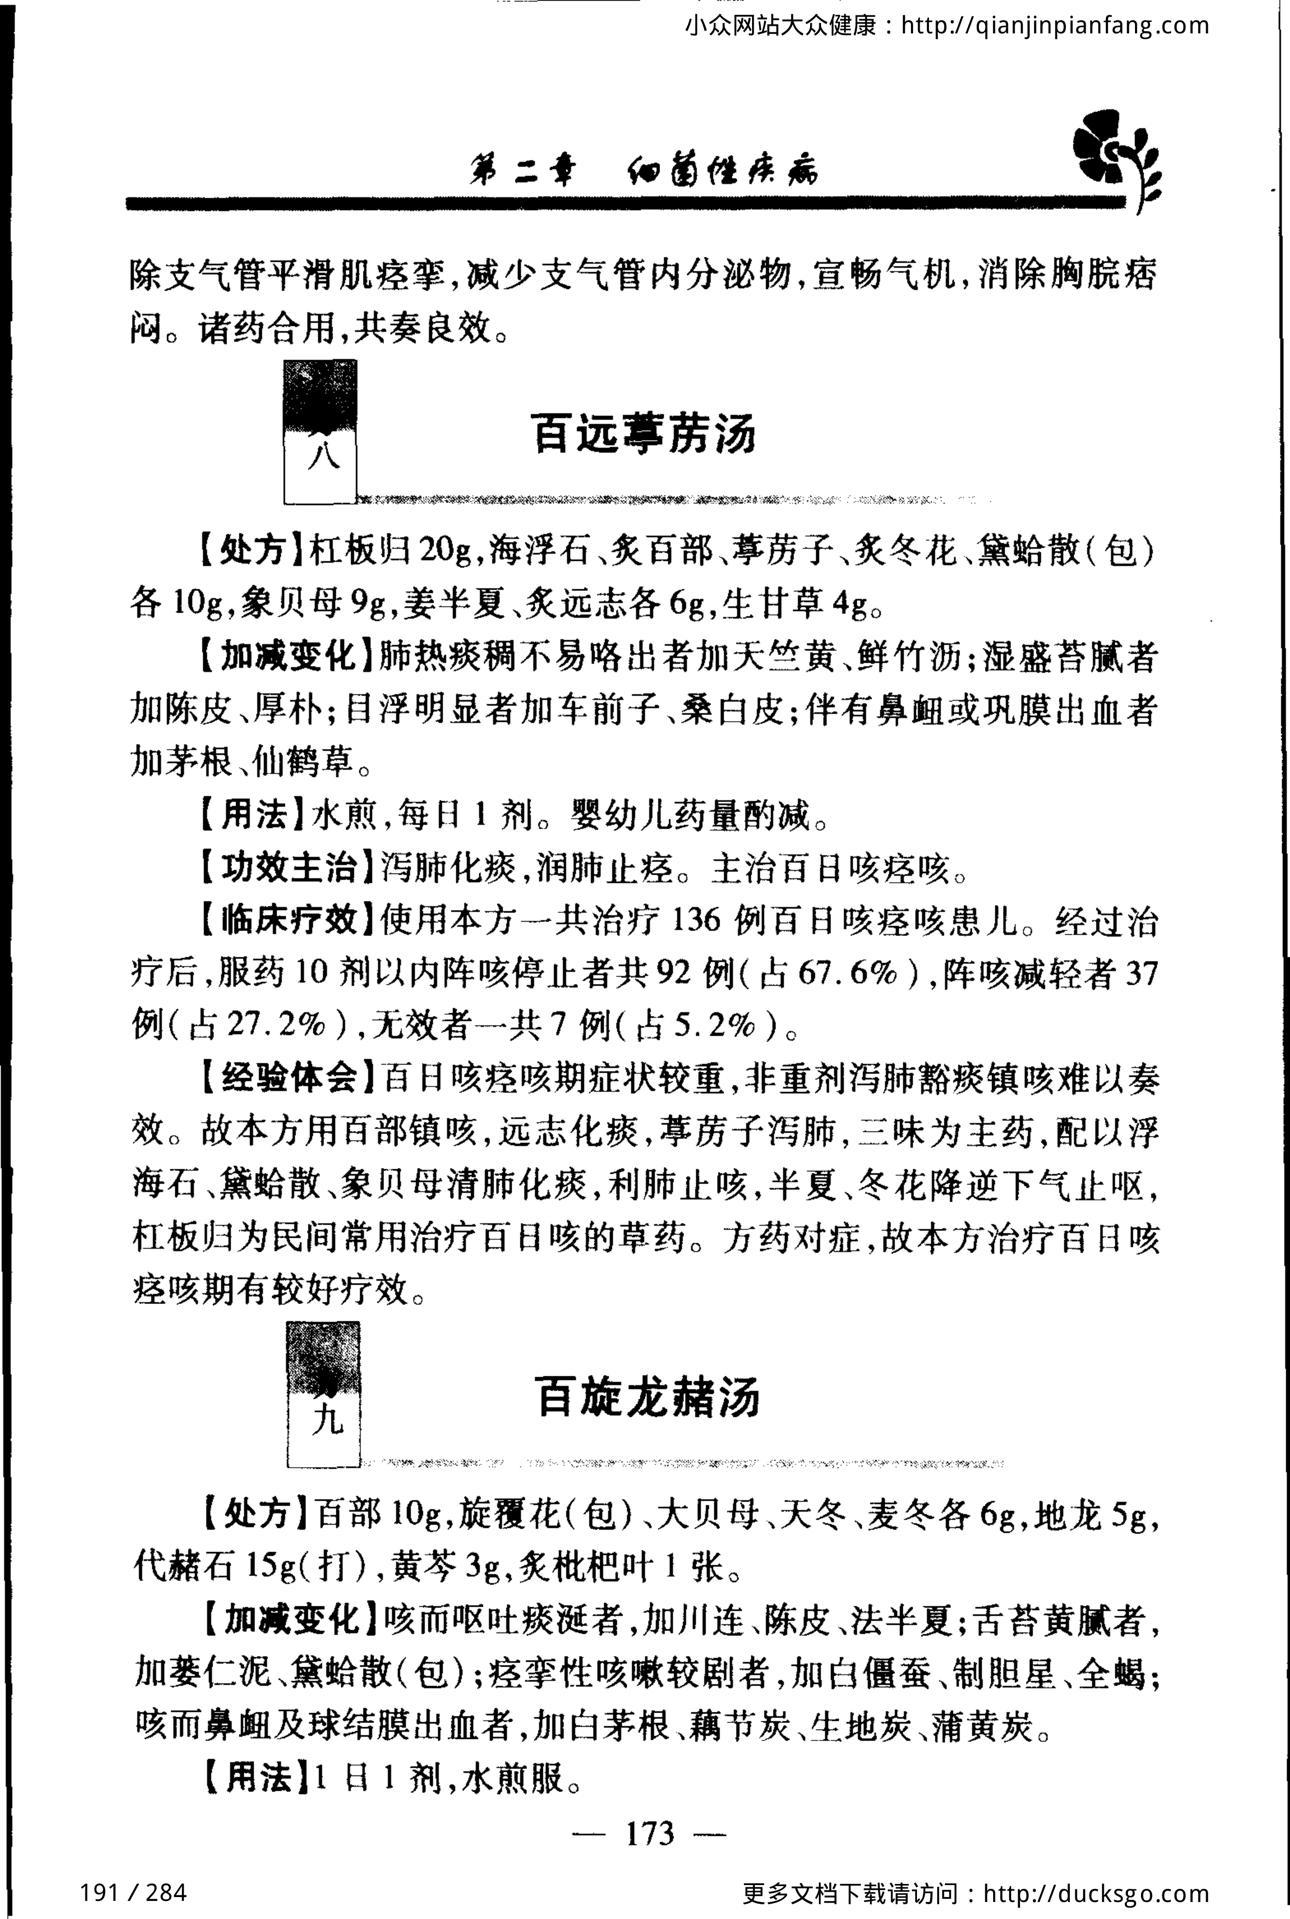 小众网站大众健康：http://qianjinpianfang.com
第二章 细菌性疾病
除支气管平滑肌痉挛,减少支气管内分泌物,宣畅气机,消除胸脘痞
闷。诸药合用,共奏良效。
八
百远葶苈汤
【处方】杠板归20g,海浮石、炙百部、葶苈子、炙冬花、黛蛤散(包)
各10g,象贝母9g,姜半夏、炙远志各6g,生甘草4g。
【加减变化】肺热痰稠不易咯出者加天竺黄、鲜竹沥;湿盛苔腻者
加陈皮、厚朴;目浮明显者加车前子、桑白皮;伴有鼻衄或巩膜出血者
加茅根、仙鹤草。
【用法】水煎,每日1剂。婴幼儿药量酌减。
【功效主治】泻肺化痰,润肺止痉。主治百日咳痉咳。
【临床疗效】使用本方一共治疗136例百日咳痉咳患儿。经过治
疗后,服药10剂以内阵咳停止者共92例(占67.6%),阵咳减轻者37
例(占27.2%),无效者一共7例(占5.2%)。
【经验体会】百日咳痉咳期症状较重,非重剂泻肺豁痰镇咳难以奏
效。故本方用百部镇咳,远志化痰,葶苈子泻肺,三味为主药,配以浮
海石、黛蛤散、象贝母清肺化痰,利肺止咳,半夏、冬花降逆下气止呕,
杠板归为民间常用治疗百日咳的草药。方药对症,故本方治疗百日咳
痉咳期有较好疗效。
九
百旋龙赭汤
【处方】百部10g,旋覆花(包)、大贝母、天冬、麦冬各6g,地龙5g,
代赭石15g(打),黄芩3g,炙枇杷叶1张。
【加减变化】咳而呕吐痰涎者,加川连、陈皮、法半夏;舌苔黄腻者,
加蒌仁泥、黛蛤散(包);痉挛性咳嗽较剧者,加白僵蚕、制胆星、全蝎;
咳而鼻衄及球结膜出血者,加白茅根、藕节炭、生地炭、蒲黄炭。
【用法】1日1剂,水煎服。
— 173 —
191 / 284
更多文档下载请访问：http://ducksgo.com